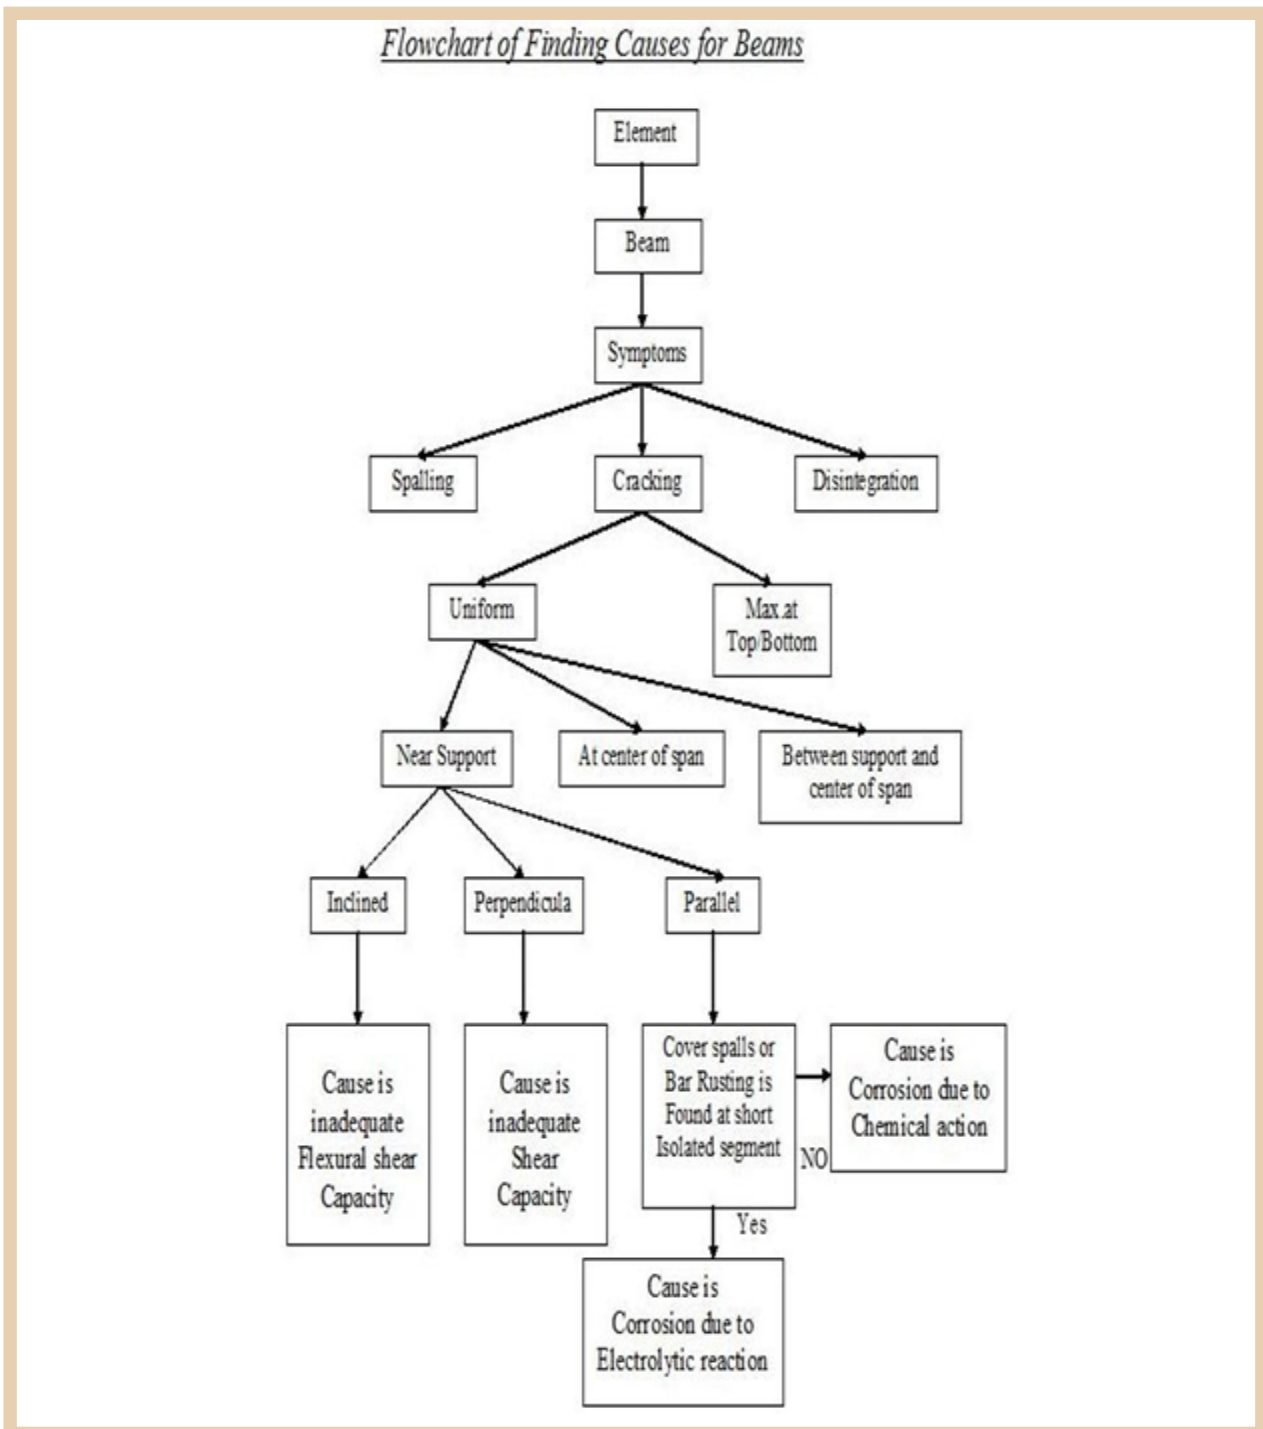 Flowchart of Finding Causes for Beams
Element
Beam
Symptoms
Spalling
Cracking
Disintegration
Uniform
Max.at
Top/Bottom
Near Support
At center of span
Between support and
center of span
Inclined
Perpendicula
Parallel
Cause is
inadequate
Flexural shear
Capacity
Cause is
inadequate
Shear
Capacity
Cover spalls or
Bar Rusting is
Found at short
Isolated segment
NO
Cause is
Corrosion due to
Chemical action
Yes
Cause is
Corrosion due to
Electrolytic reaction